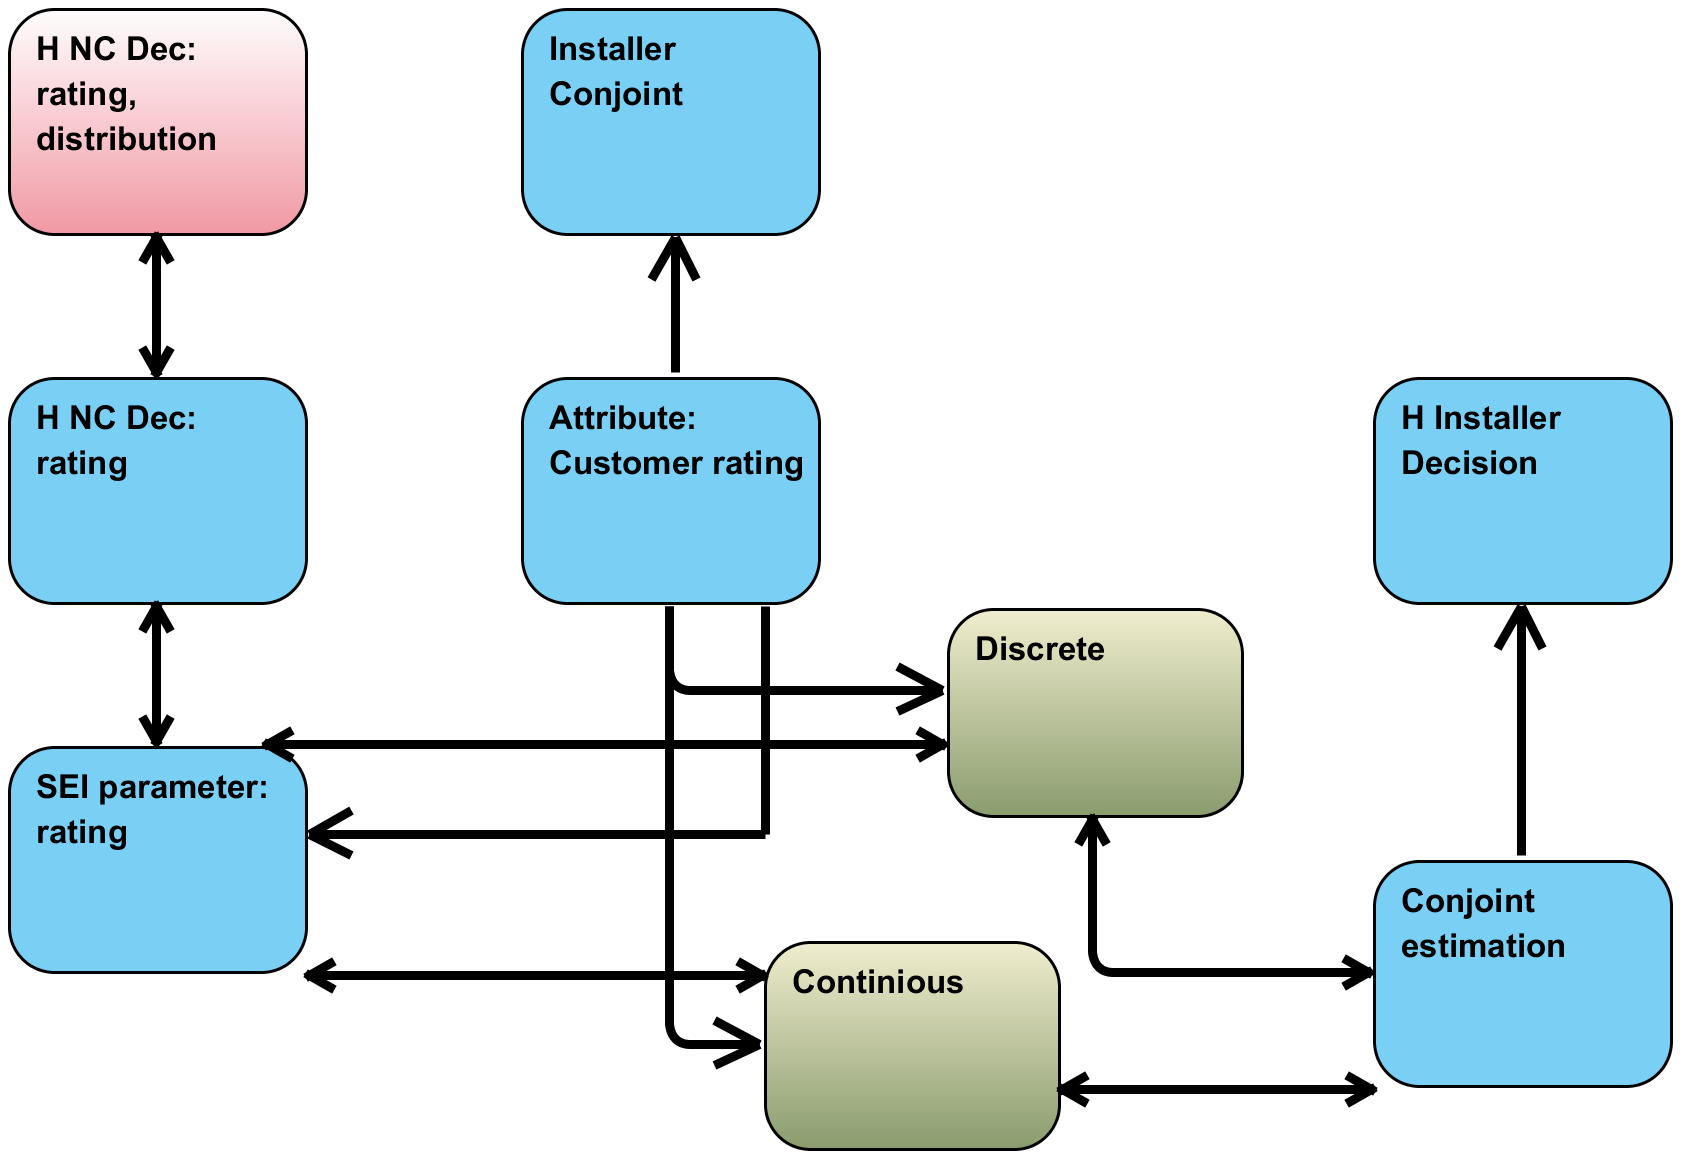 H NC Dec:
rating,
distribution
Installer
Conjoint
H NC Dec:
rating
Attribute:
Customer rating
H Installer
Decision
Discrete
SEI parameter:
rating
Conjoint
estimation
Continious